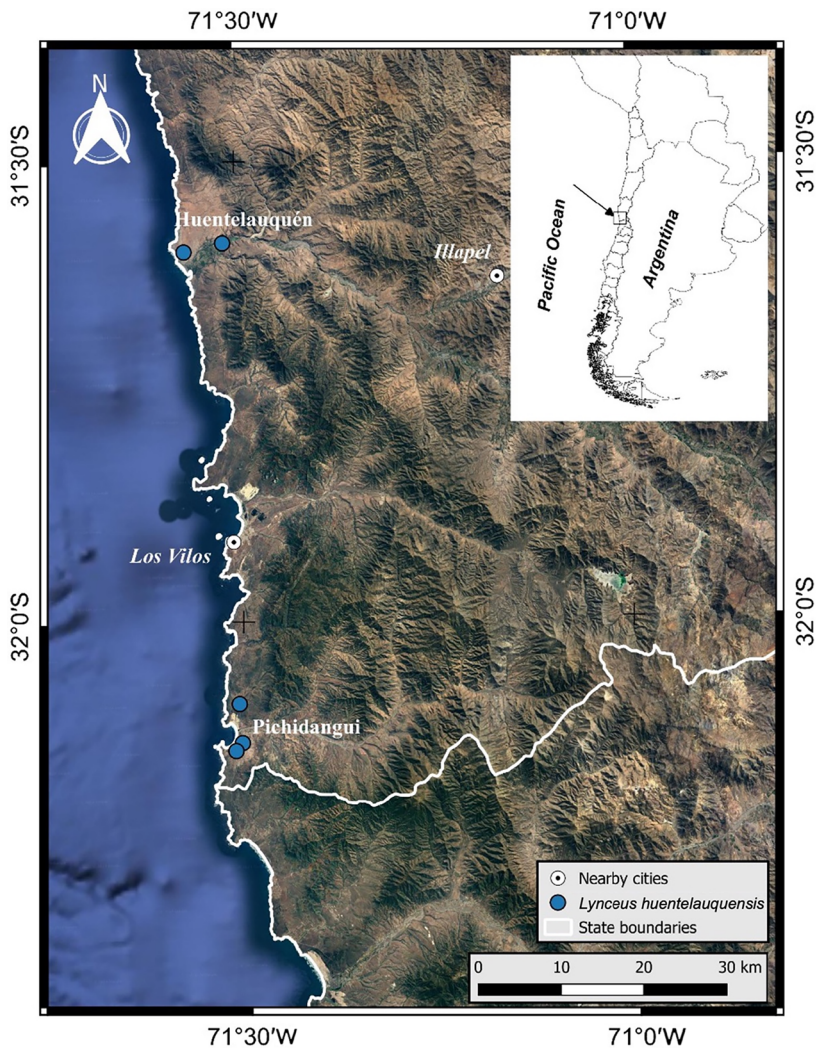 71°30′W 71°0′W
N
31°30′S
31°30′S
Huentelauquén
Illapel
Pacific Ocean
Argentina
Los Vilos
32°0′S
32°0′S
Pichidangui
Nearby cities
Lynceus huentelauquensis
State boundaries
0 10 20 30 km
71°30′W 71°0′W